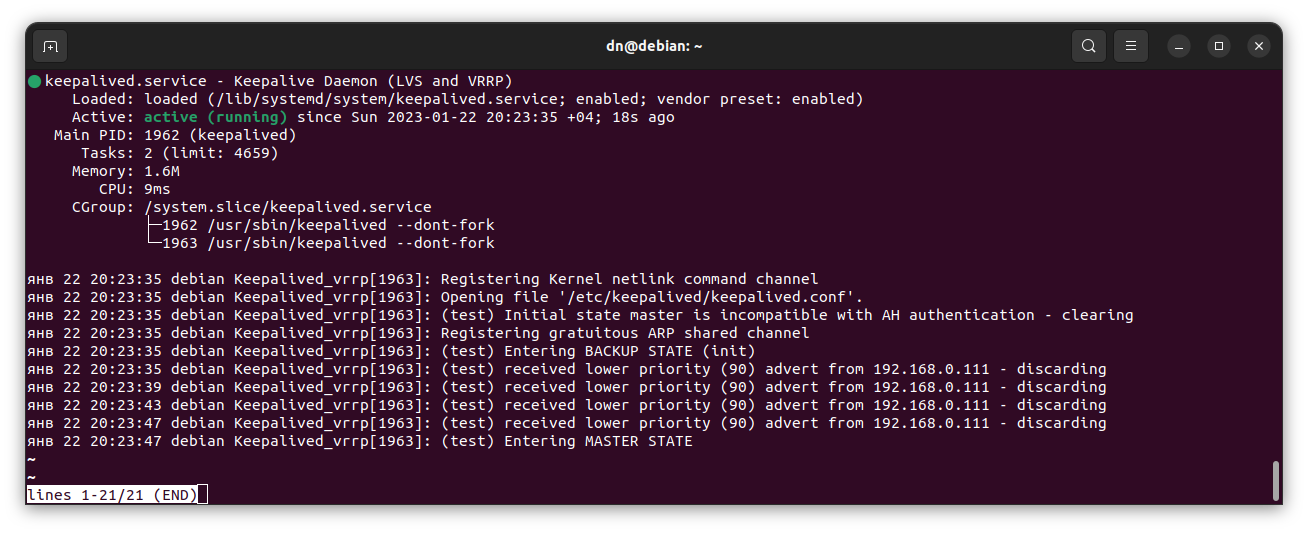 dn@debian: ~
keepalived.service - Keepalive Daemon (LVS and VRRP)
Loaded: loaded (/lib/systemd/system/keepalived.service; enabled; vendor preset: enabled)
Active: active (running) since Sun 2023-01-22 20:23:35 +04; 18s ago
Main PID: 1962 (keepalived)
Tasks: 2 (limit: 4659)
Memory: 1.6M
CPU: 9ms
CGroup: /system.slice/keepalived.service
├─1962 /usr/sbin/keepalived --dont-fork
└─1963 /usr/sbin/keepalived --dont-fork
янв 22 20:23:35 debian Keepalived_vrrp[1963]: Registering Kernel netlink command channel
янв 22 20:23:35 debian Keepalived_vrrp[1963]: Opening file '/etc/keepalived/keepalived.conf'.
янв 22 20:23:35 debian Keepalived_vrrp[1963]: (test) Initial state master is incompatible with AH authentication - clearing
янв 22 20:23:35 debian Keepalived_vrrp[1963]: Registering gratuitous ARP shared channel
янв 22 20:23:35 debian Keepalived_vrrp[1963]: (test) Entering BACKUP STATE (init)
янв 22 20:23:35 debian Keepalived_vrrp[1963]: (test) received lower priority (90) advert from 192.168.0.111 - discarding
янв 22 20:23:39 debian Keepalived_vrrp[1963]: (test) received lower priority (90) advert from 192.168.0.111 - discarding
янв 22 20:23:43 debian Keepalived_vrrp[1963]: (test) received lower priority (90) advert from 192.168.0.111 - discarding
янв 22 20:23:47 debian Keepalived_vrrp[1963]: (test) received lower priority (90) advert from 192.168.0.111 - discarding
янв 22 20:23:47 debian Keepalived_vrrp[1963]: (test) Entering MASTER STATE
~
~
lines 1-21/21 (END)